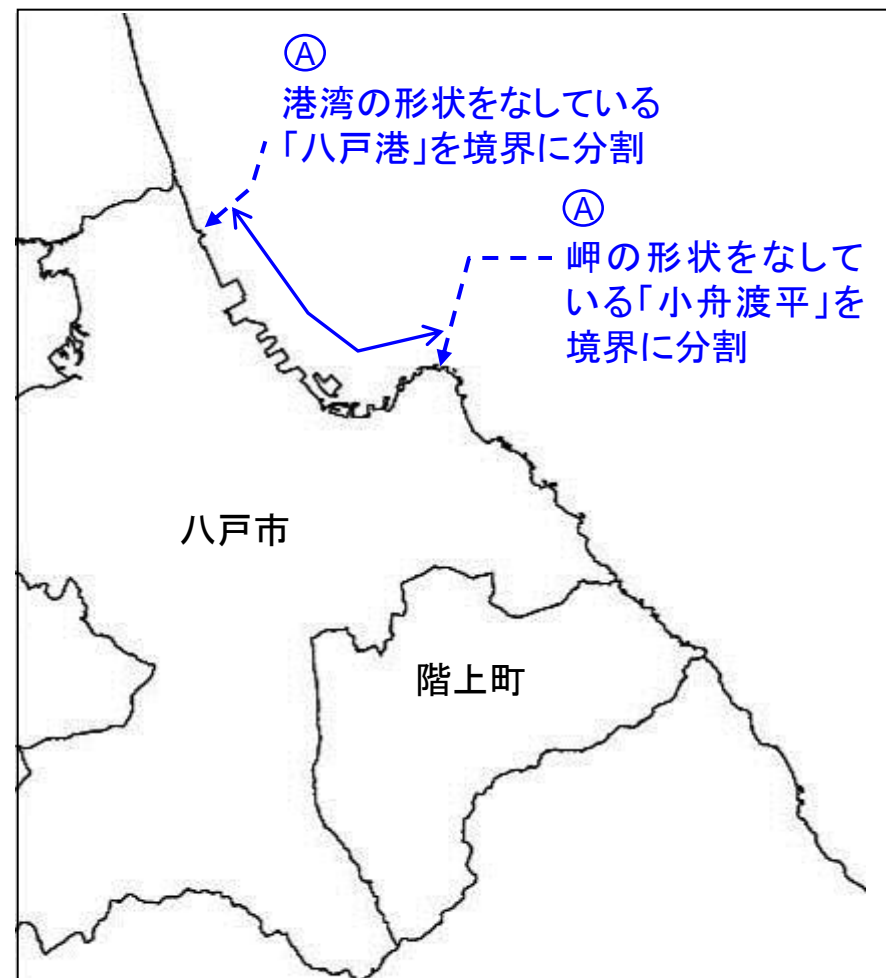 Ⓐ
港湾の形状をなしている
「八戸港」を境界に分割
Ⓐ
岬の形状をなして
いる「小舟渡平」を
境界に分割
八戸市
階上町